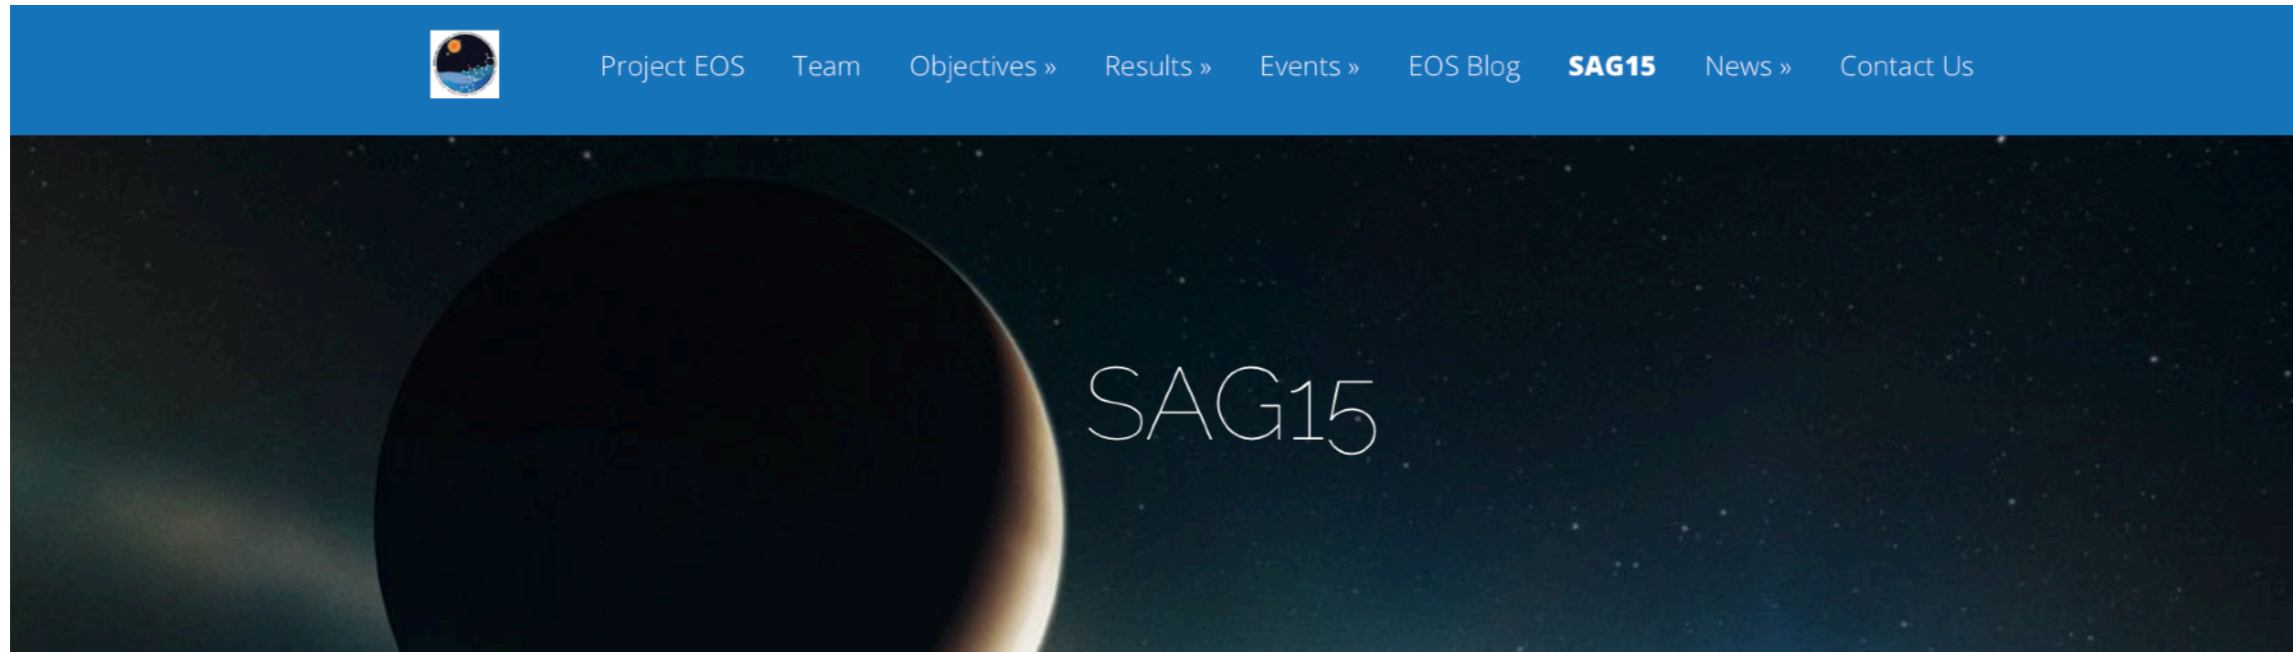 Project EOS Team Objectives » Results » Events » EOS Blog SAG15 News » Contact Us
SAG15